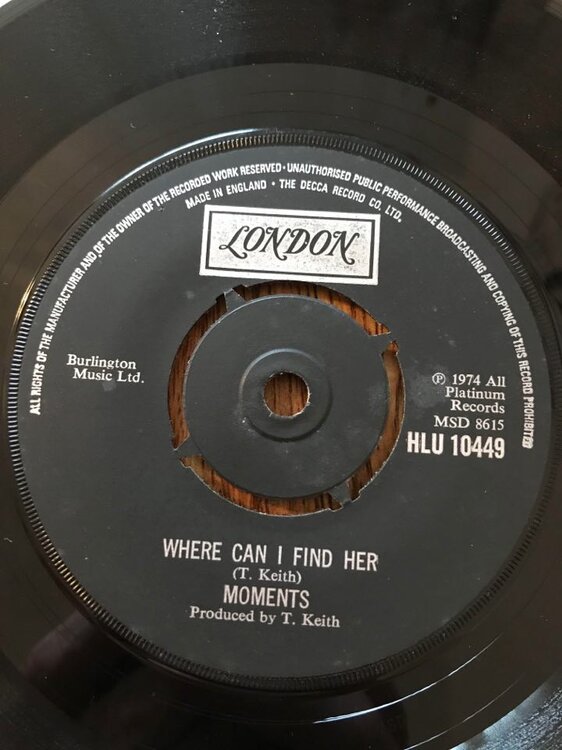 ALL RIGHTS OF THE MANUFACTURER AND OF THE OWNER OF THE RECORDED WORK RESERVED · UNAUTHORISED PUBLIC PERFORMANCE BROADCASTING AND COPYING OF THIS RECORD PROHIBITED
MADE IN ENGLAND · THE DECCA RECORD CO. LTD.
LONDON
Burlington
Music Ltd.
℗ 1974 All
Platinum
Records
MSD 8615
HLU 10449
WHERE CAN I FIND HER
(T. Keith)
MOMENTS
Produced by T. Keith